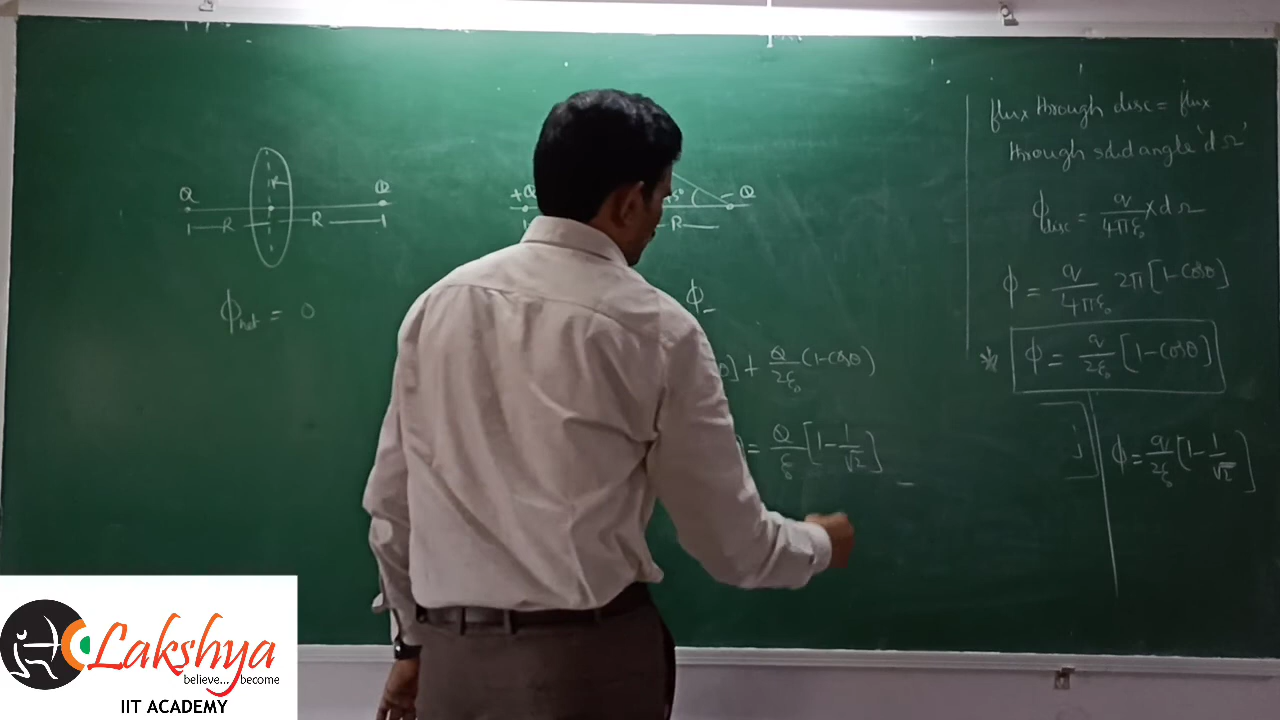 Q Q
R
R R
ϕnet = 0
+Q
-Q
45°
R
ϕ-
θ] + Q/2ε₀ (1-cosθ)
= Q/ε₀ [1 - 1/√2]
flux through disc = flux
through solid angle 'dΩ'
ϕdisc = q/4πε₀ × dΩ
ϕ = q/4πε₀ 2π[1-cosθ]
* ϕ = q/2ε₀ [1-cosθ]
ϕ = q/2ε₀ [1 - 1/√2]
Lakshya
believe... become
IIT ACADEMY